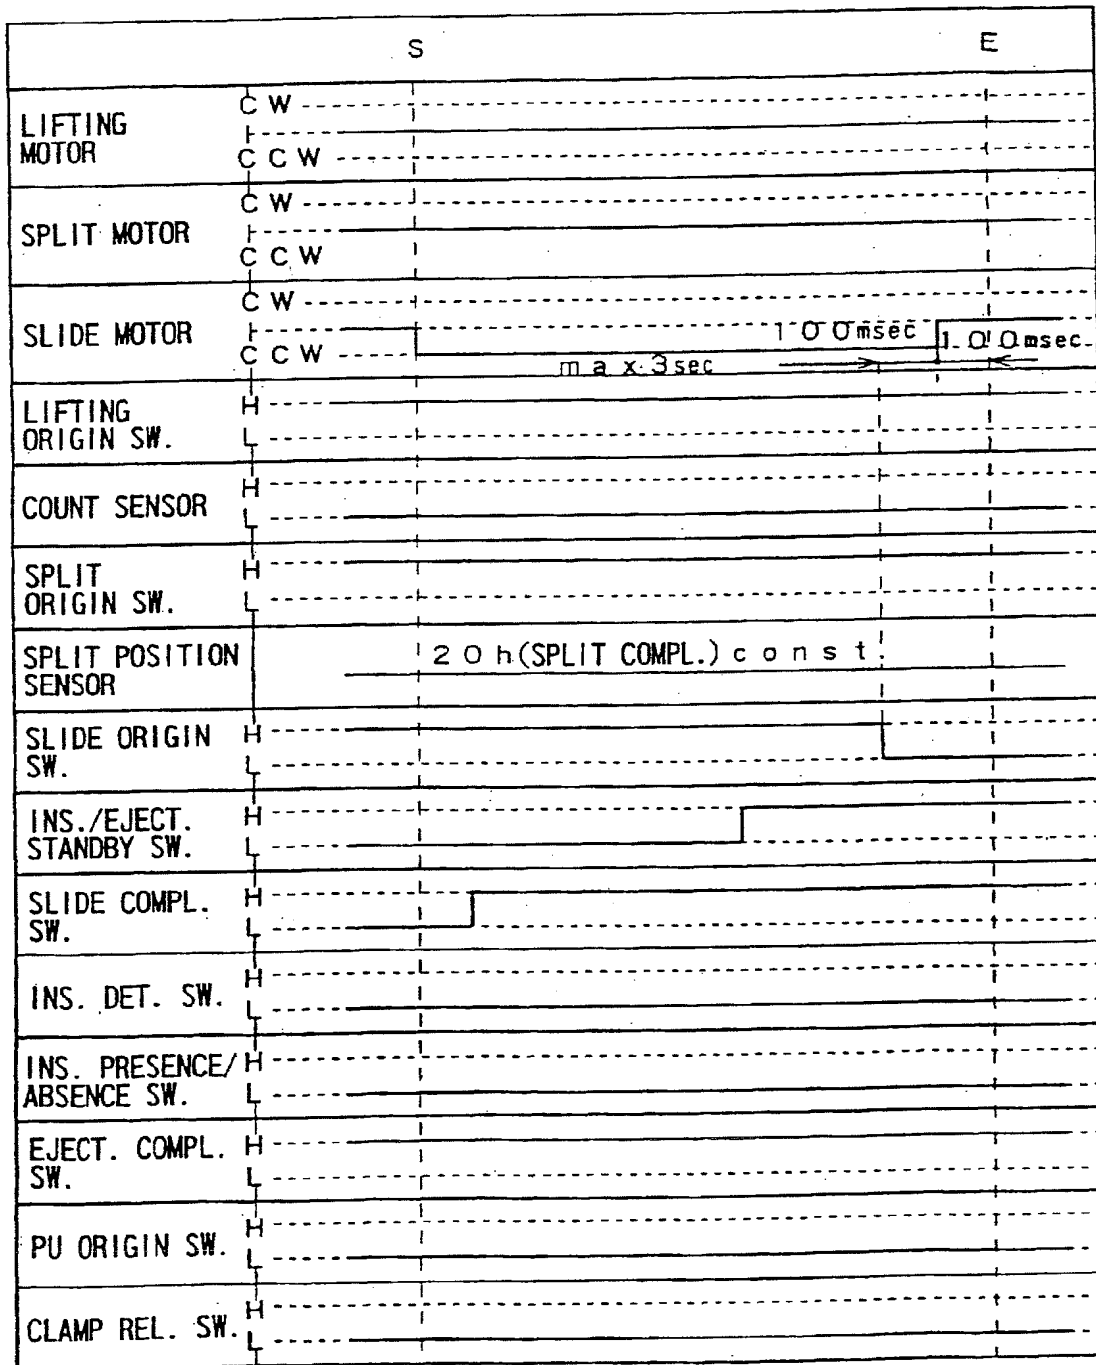 S E
LIFTING MOTOR CW CCW
SPLIT MOTOR CW CCW
SLIDE MOTOR CW CCW 100msec 100msec max 3sec
LIFTING ORIGIN SW. H L
COUNT SENSOR H L
SPLIT ORIGIN SW. H L
SPLIT POSITION SENSOR 20h(SPLIT COMPL.)const.
SLIDE ORIGIN SW. H L
INS./EJECT. STANDBY SW. H L
SLIDE COMPL. SW. H L
INS. DET. SW. H L
INS. PRESENCE/ ABSENCE SW. H L
EJECT. COMPL. SW. H L
PU ORIGIN SW. H L
CLAMP REL. SW. H L